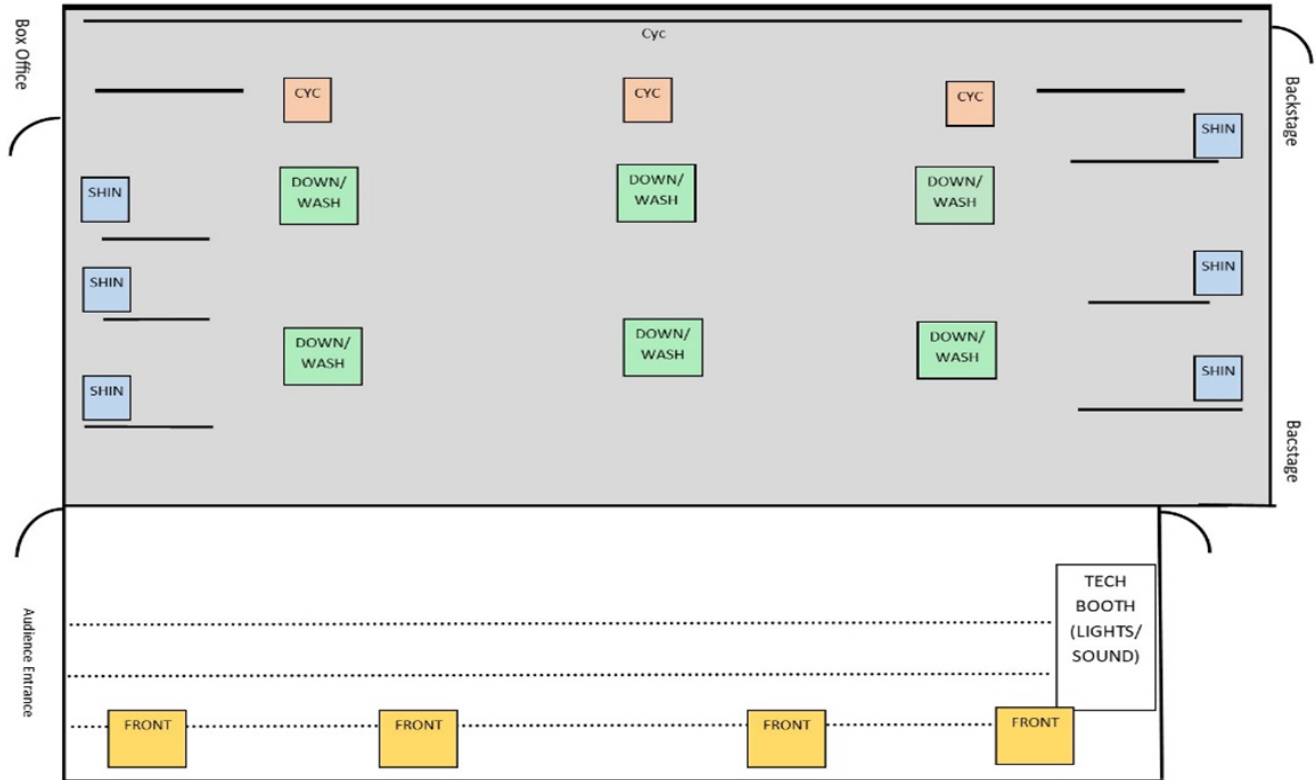 Box Office
Cyc
Backstage
CYC
CYC
CYC
SHIN
DOWN/
WASH
DOWN/
WASH
DOWN/
WASH
SHIN
SHIN
SHIN
DOWN/
WASH
DOWN/
WASH
DOWN/
WASH
SHIN
SHIN
Bacstage
Audience Entrance
TECH
BOOTH
(LIGHTS/
SOUND)
FRONT
FRONT
FRONT
FRONT